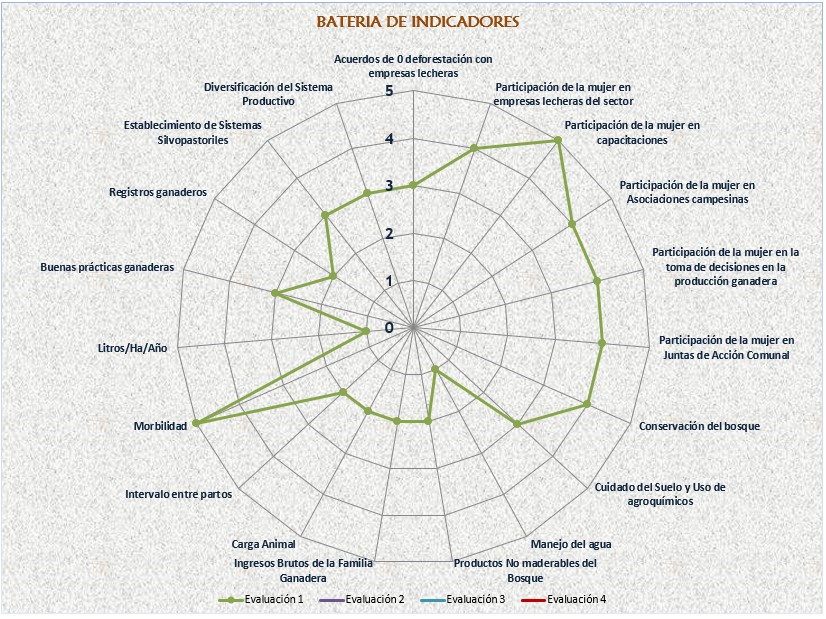 BATERIA DE INDICADORES
Acuerdos de 0 deforestación con
empresas lecheras
Participación de la mujer en
empresas lecheras del sector
Participación de la mujer en
capacitaciones
Participación de la mujer en
Asociaciones campesinas
Participación de la mujer en la
toma de decisiones en la
producción ganadera
Participación de la mujer en
Juntas de Acción Comunal
Conservación del bosque
Cuidado del Suelo y Uso de
agroquímicos
Manejo del agua
Productos No maderables del
Bosque
Ingresos Brutos de la Familia
Ganadera
Carga Animal
Intervalo entre partos
Morbilidad
Litros/Ha/Año
Buenas prácticas ganaderas
Registros ganaderos
Establecimiento de Sistemas
Silvopastoriles
Diversificación del Sistema
Productivo
5
4
3
2
1
0
Evaluación 1
Evaluación 2
Evaluación 3
Evaluación 4